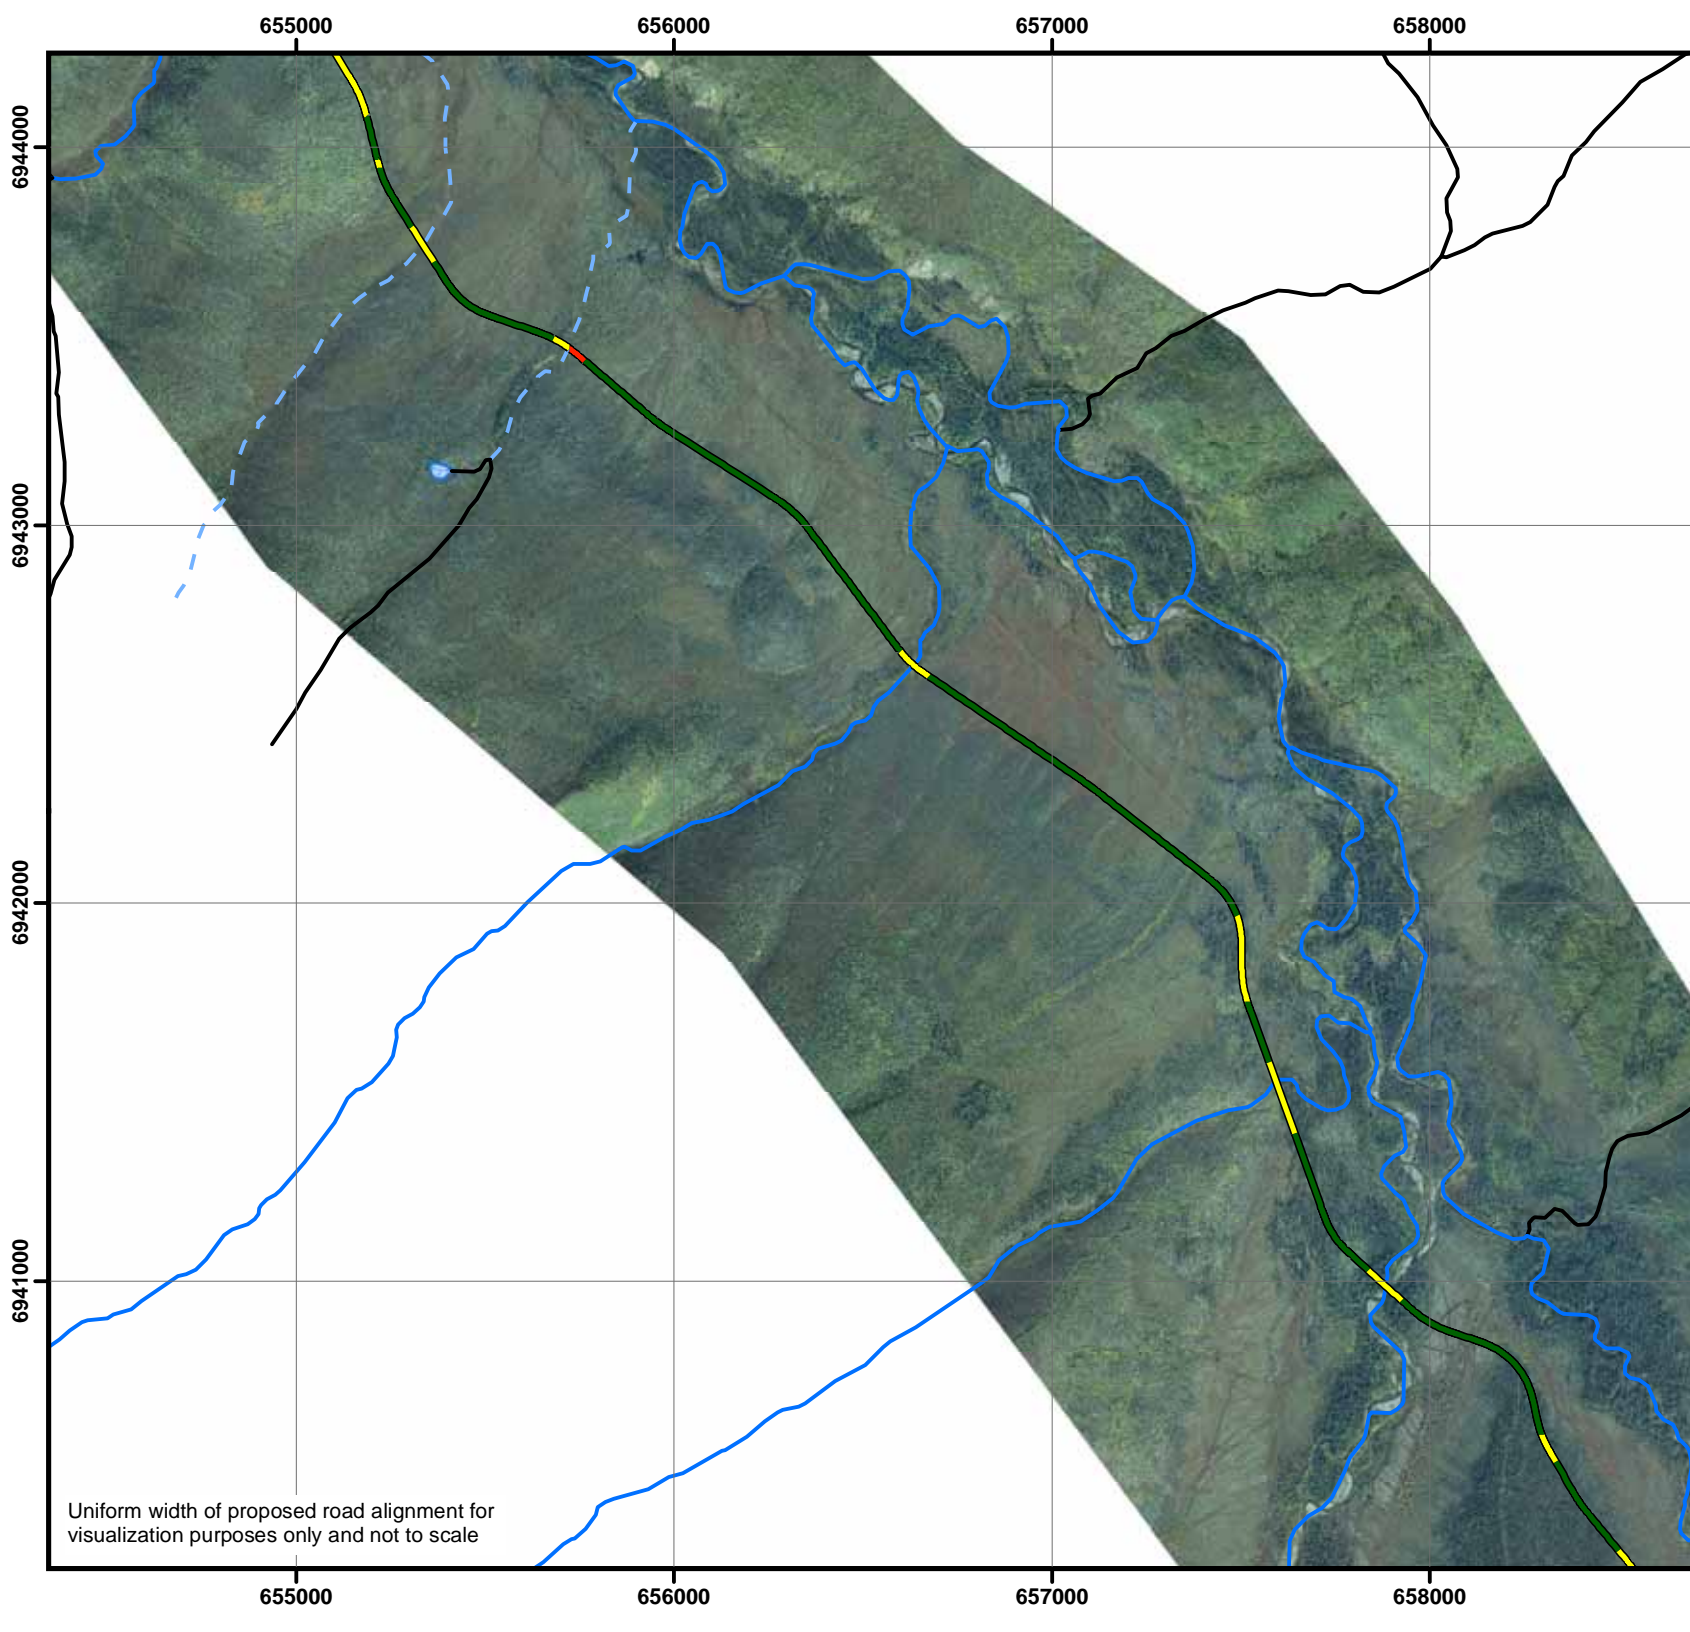 655000 656000 657000 658000
6944000
6943000
6942000
6941000
Uniform width of proposed road alignment for
visualization purposes only and not to scale
655000 656000 657000 658000